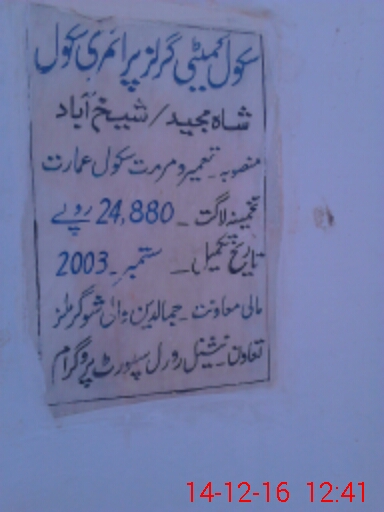 سکول کمیٹی گرلز پرائمری سکول
شاہ مجید / شیخ آباد
منصوبہ ۔ تعمیر و مرمت سکول عمارت
تخمینہ لاگت ۔ 24,880 روپے
تاریخ تکمیل ۔ ستمبر 2003
مالی معاونت ۔ جمالدین والی شوگر ملز
تعاون ۔ نیشنل رورل سپورٹ پروگرام
14-12-16 12:41